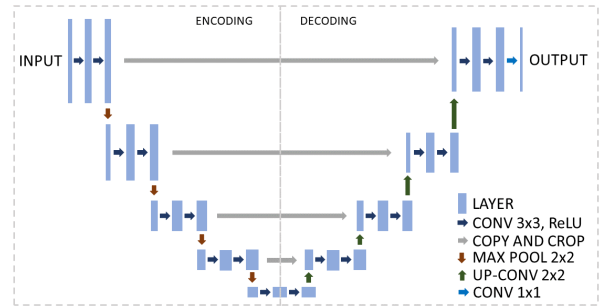 ENCODING DECODING
INPUT
OUTPUT
LAYER
CONV 3x3, ReLU
COPY AND CROP
MAX POOL 2x2
UP-CONV 2x2
CONV 1x1